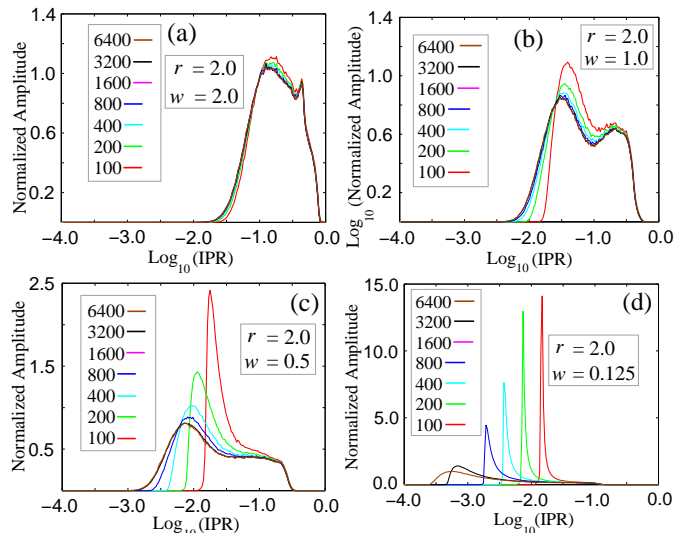 (a)
Normalized Amplitude
1.0
0.6
0.2
6400
3200
1600
800
400
200
100
r = 2.0
w = 2.0
−4.0 −3.0 −2.0 −1.0 0.0
Log10 (IPR)
(b)
Log10 (Normalized Amplitude)
1.0
0.6
0.2
6400
3200
1600
800
400
200
100
r = 2.0
w = 1.0
−4.0 −3.0 −2.0 −1.0 0.0
Log10 (IPR)
(c)
Normalized Amplitude
2.5
1.5
0.5
6400
3200
1600
800
400
200
100
r = 2.0
w = 0.5
−4.0 −3.0 −2.0 −1.0 0.0
Log10 (IPR)
(d)
Normalized Amplitude
15.0
10.0
5.0
0.0
6400
3200
1600
800
400
200
100
r = 2.0
w = 0.125
−4.0 −3.0 −2.0 −1.0 0.0
Log10 (IPR)